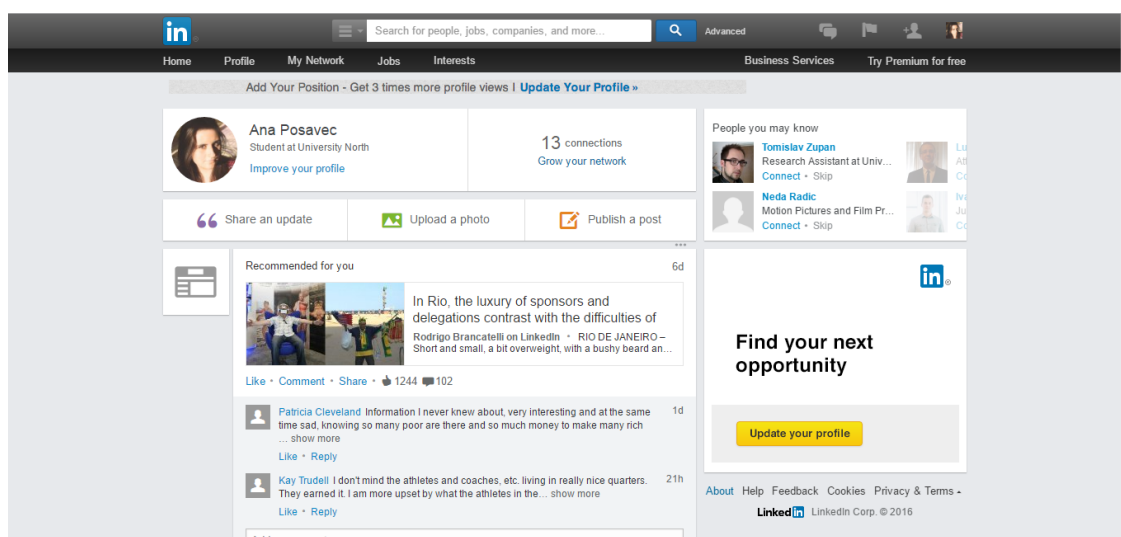 in
Search for people, jobs, companies, and more...
Advanced
Home Profile My Network Jobs Interests Business Services Try Premium for free
Add Your Position - Get 3 times more profile views | Update Your Profile »
Ana Posavec
Student at University North
Improve your profile
13 connections
Grow your network
Share an update
Upload a photo
Publish a post
People you may know
Tomislav Zupan
Research Assistant at Univ...
Connect • Skip
Neda Radic
Motion Pictures and Film Pr...
Connect • Skip
Lu
Att
Co
Iva
Ju
Co
Recommended for you 6d
In Rio, the luxury of sponsors and
delegations contrast with the difficulties of
Rodrigo Brancatelli on LinkedIn • RIO DE JANEIRO –
Short and small, a bit overweight, with a bushy beard an...
Like • Comment • Share • 1244 102
Patricia Cleveland Information I never knew about, very interesting and at the same 1d
time sad, knowing so many poor are there and so much money to make many rich
... show more
Like • Reply
Kay Trudell I don't mind the athletes and coaches, etc. living in really nice quarters. 21h
They earned it. I am more upset by what the athletes in the... show more
Like • Reply
in
Find your next
opportunity
Update your profile
About Help Feedback Cookies Privacy & Terms
LinkedIn LinkedIn Corp. © 2016